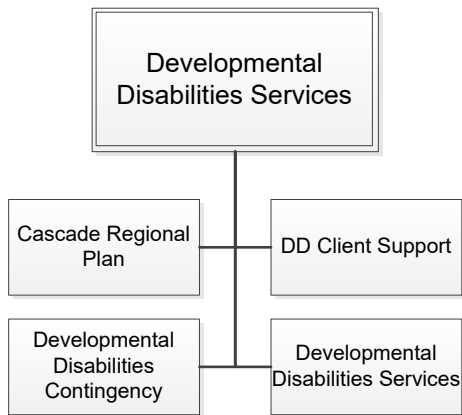 Developmental
Disabilities Services
Cascade Regional
Plan
DD Client Support
Developmental
Disabilities
Contingency
Developmental
Disabilities Services